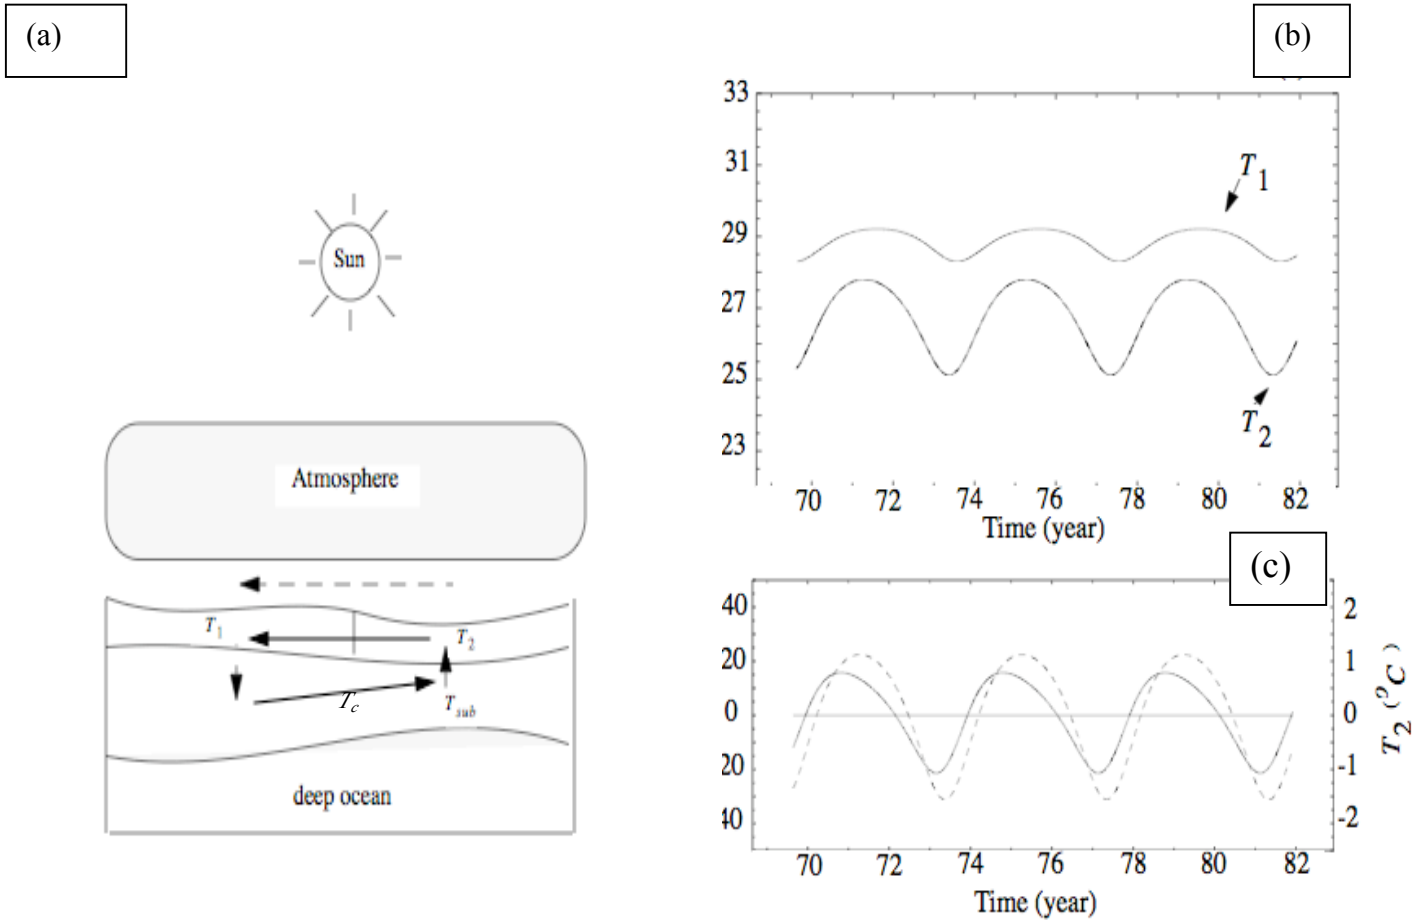 (a)
Sun
Atmosphere
T1
T2
Tc
Tsub
deep ocean
(b)
33
31
29
27
25
23
T1
T2
70 72 74 76 78 80 82
Time (year)
(c)
40
20
0
20
40
2
1
0
-1
-2
T2 (°C)
70 72 74 76 78 80 82
Time (year)